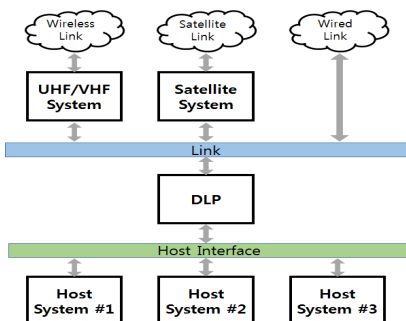 Wireless
Link
Satellite
Link
Wired
Link
UHF/VHF
System
Satellite
System
Link
DLP
Host Interface
Host
System #1
Host
System #2
Host
System #3